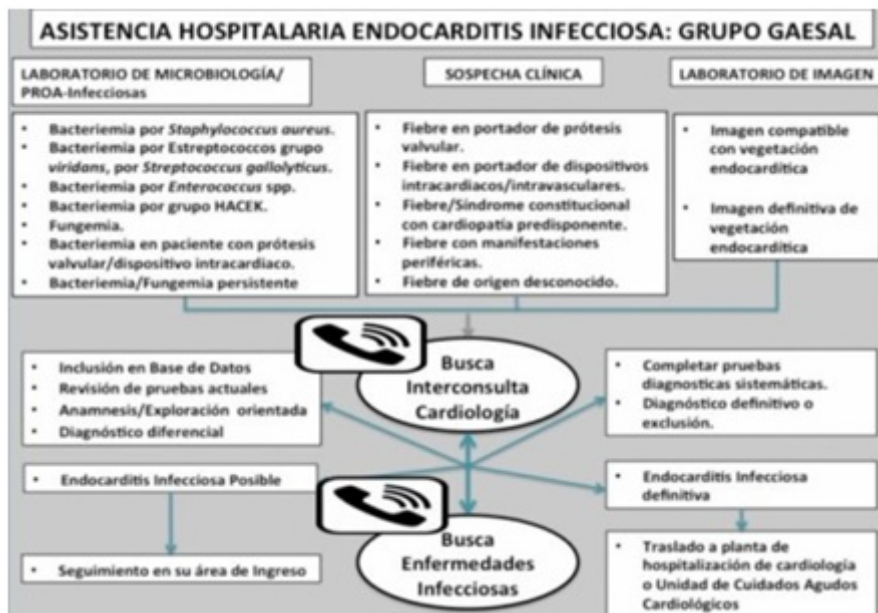 ASISTENCIA HOSPITALARIA ENDOCARDITIS INFECCIOSA: GRUPO GAESAL
LABORATORIO DE MICROBIOLOGÍA/
PROA-Infecciosas
• Bacteriemia por Staphylococcus aureus.
• Bacteriemia por Estreptococcos grupo
viridans, por Streptococcus gallolyticus.
• Bacteriemia por Enterococcus spp.
• Bacteriemia por grupo HACEK.
• Fungemia.
• Bacteriemia en paciente con prótesis
valvular/dispositivo intracardiaco.
• Bacteriemia/Fungemia persistente
SOSPECHA CLÍNICA
• Fiebre en portador de prótesis
valvular.
• Fiebre en portador de dispositivos
intracardiacos/intravasculares.
• Fiebre/Síndrome constitucional
con cardiopatía predisponente.
• Fiebre con manifestaciones
periféricas.
• Fiebre de origen desconocido.
LABORATORIO DE IMAGEN
• Imagen compatible
con vegetación
endocardítica
• Imagen definitiva de
vegetación
endocardítica
Busca
Interconsulta
Cardiología
• Inclusión en Base de Datos
• Revisión de pruebas actuales
• Anamnesis/Exploración orientada
• Diagnóstico diferencial
• Completar pruebas
diagnosticas sistemáticas.
• Diagnóstico definitivo o
exclusión.
• Endocarditis Infecciosa Posible
• Endocarditis Infecciosa
definitiva
Busca
Enfermedades
Infecciosas
• Seguimiento en su área de Ingreso
• Traslado a planta de
hospitalización de cardiología
o Unidad de Cuidados Agudos
Cardiológicos